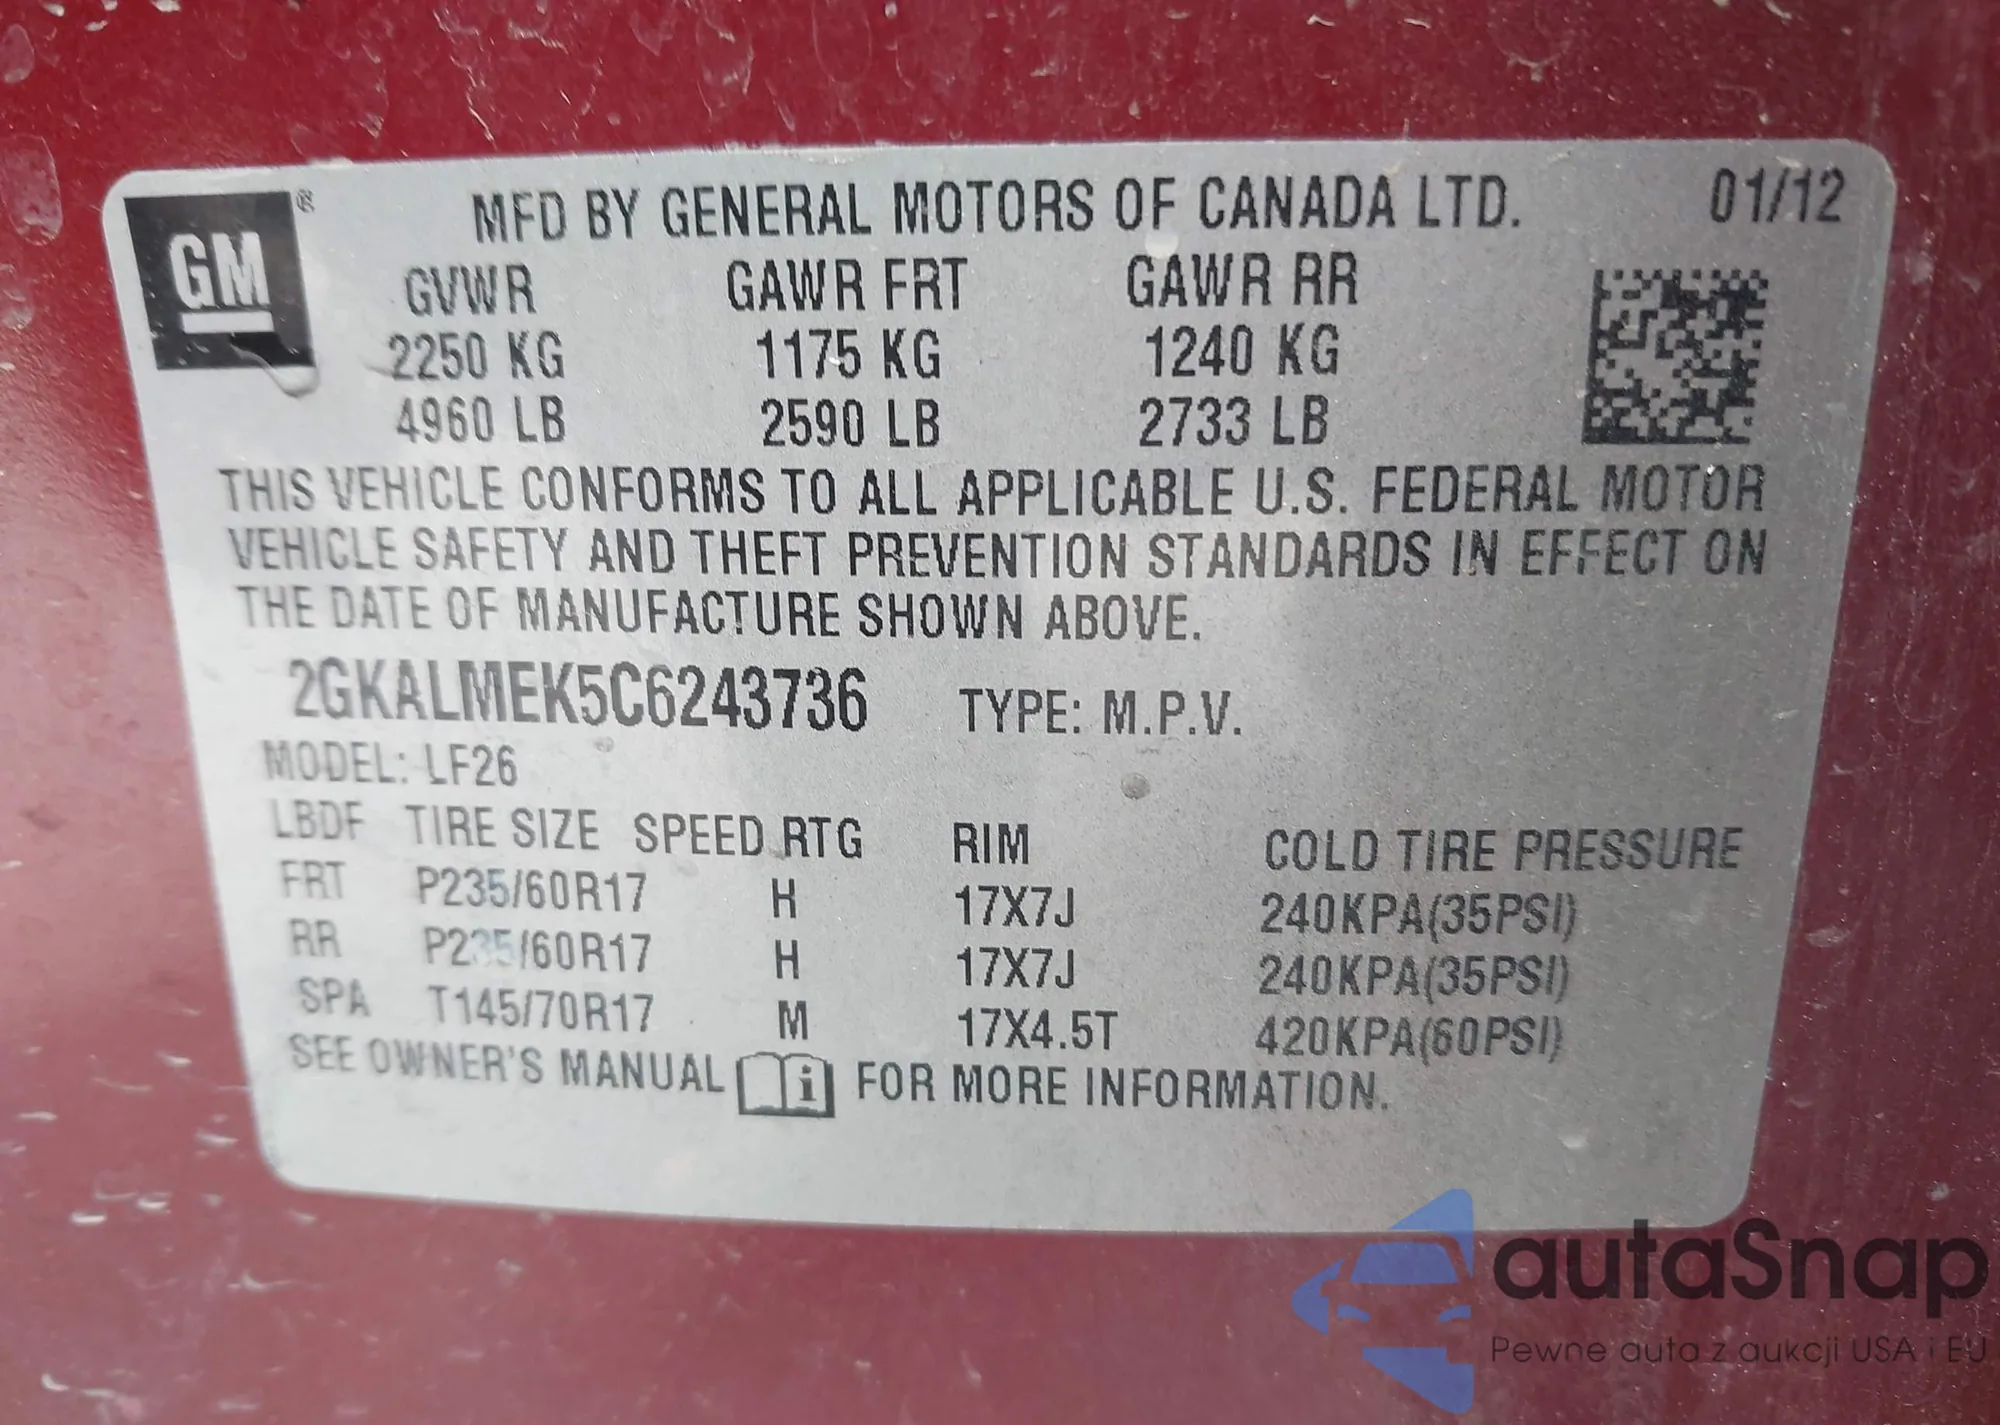 GM ® MFD BY GENERAL MOTORS OF CANADA LTD. 01/12
GVWR GAWR FRT GAWR RR
2250 KG 1175 KG 1240 KG
4960 LB 2590 LB 2733 LB
THIS VEHICLE CONFORMS TO ALL APPLICABLE U.S. FEDERAL MOTOR
VEHICLE SAFETY AND THEFT PREVENTION STANDARDS IN EFFECT ON
THE DATE OF MANUFACTURE SHOWN ABOVE.
2GKALMEK5C6243736 TYPE: M.P.V.
MODEL: LF26
LBDF TIRE SIZE SPEED RTG RIM COLD TIRE PRESSURE
FRT P235/60R17 H 17X7J 240KPA(35PSI)
RR P235/60R17 H 17X7J 240KPA(35PSI)
SPA T145/70R17 M 17X4.5T 420KPA(60PSI)
SEE OWNER'S MANUAL i FOR MORE INFORMATION.
autaSnap
Pewne auta z aukcji USA i EU